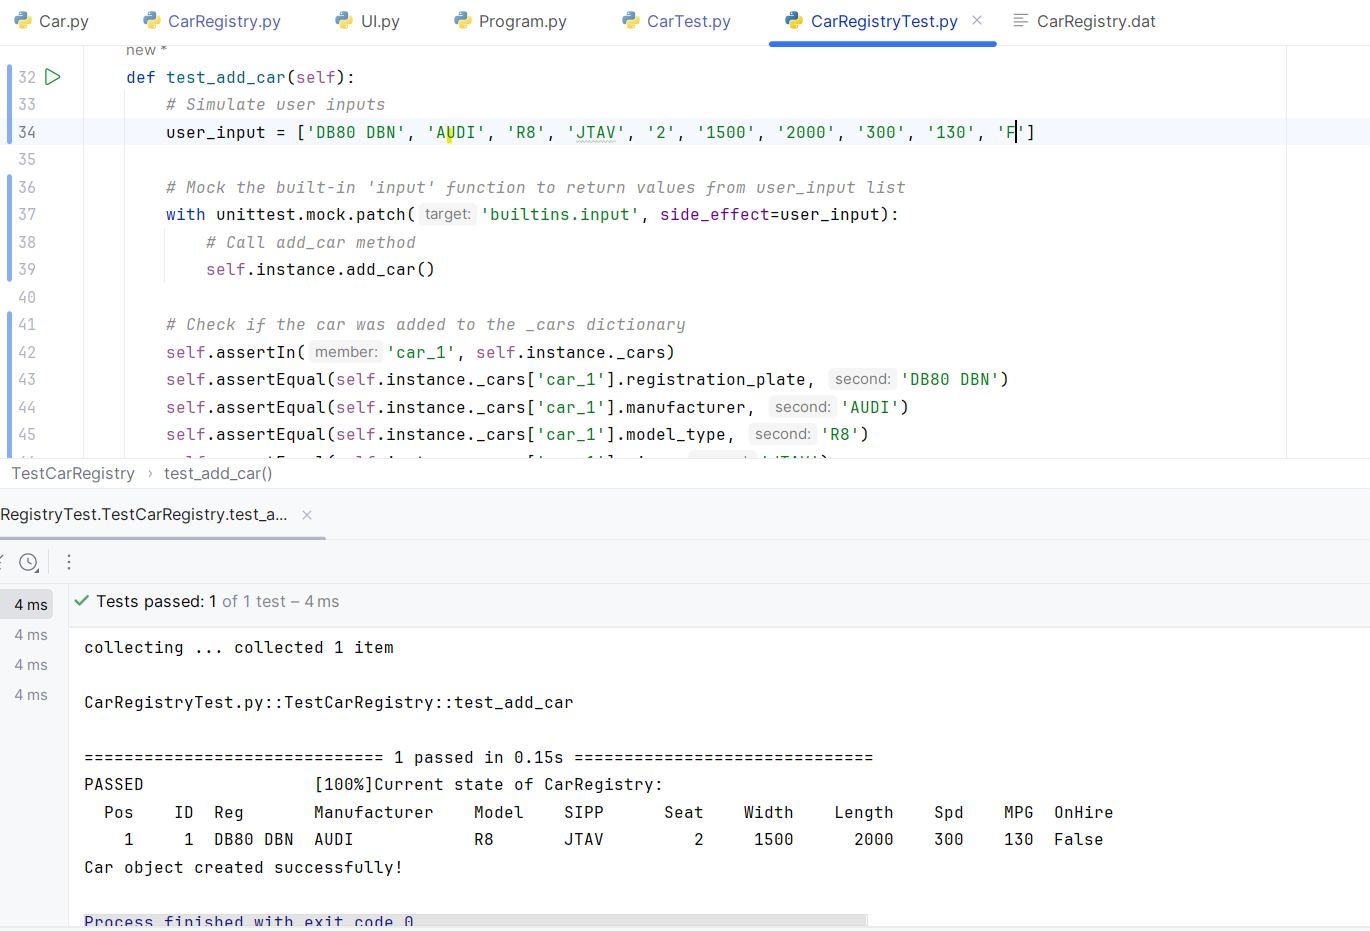 Car.py CarRegistry.py UI.py Program.py CarTest.py CarRegistryTest.py CarRegistry.dat
new *
32 def test_add_car(self):
33 # Simulate user inputs
34 user_input = ['DB80 DBN', 'AUDI', 'R8', 'JTAV', '2', '1500', '2000', '300', '130', 'F']
35
36 # Mock the built-in 'input' function to return values from user_input list
37 with unittest.mock.patch( target: 'builtins.input', side_effect=user_input):
38 # Call add_car method
39 self.instance.add_car()
40
41 # Check if the car was added to the _cars dictionary
42 self.assertIn( member: 'car_1', self.instance._cars)
43 self.assertEqual(self.instance._cars['car_1'].registration_plate, second: 'DB80 DBN')
44 self.assertEqual(self.instance._cars['car_1'].manufacturer, second: 'AUDI')
45 self.assertEqual(self.instance._cars['car_1'].model_type, second: 'R8')
TestCarRegistry › test_add_car()
RegistryTest.TestCarRegistry.test_a...
4 ms Tests passed: 1 of 1 test – 4 ms
4 ms
4 ms
4 ms
collecting ... collected 1 item
CarRegistryTest.py::TestCarRegistry::test_add_car
============================== 1 passed in 0.15s ==============================
PASSED [100%]Current state of CarRegistry:
Pos ID Reg Manufacturer Model SIPP Seat Width Length Spd MPG OnHire
1 1 DB80 DBN AUDI R8 JTAV 2 1500 2000 300 130 False
Car object created successfully!
Process finished with exit code 0